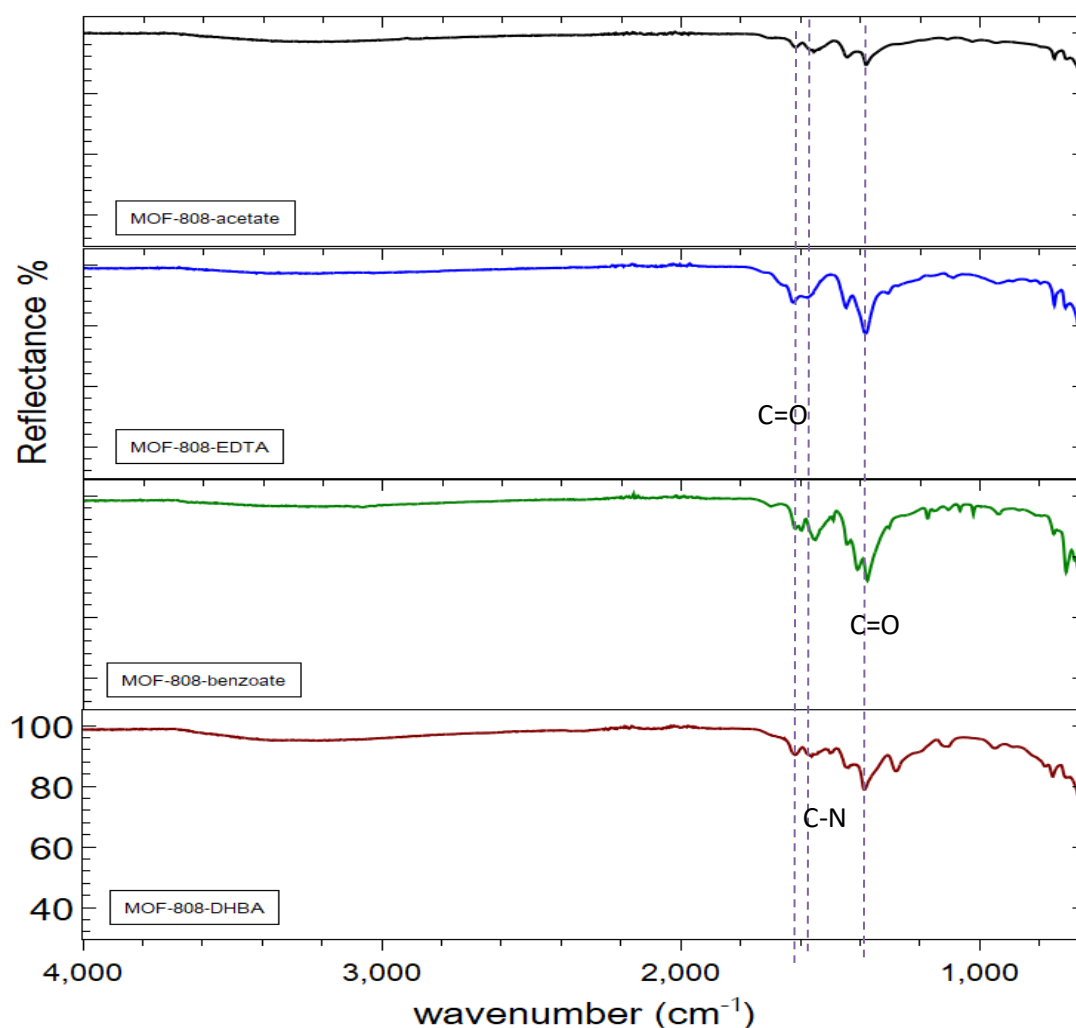 MOF-808-acetate
Reflectance %
C=O
MOF-808-EDTA
C=O
MOF-808-benzoate
100
80
C-N
60
MOF-808-DHBA
40
4,000 3,000 2,000 1,000
wavenumber (cm⁻¹)